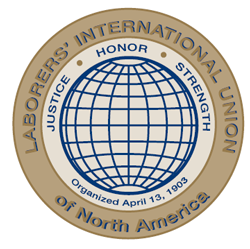 LABORERS' INTERNATIONAL UNION
of North America
JUSTICE • HONOR • STRENGTH
Organized April 13, 1903